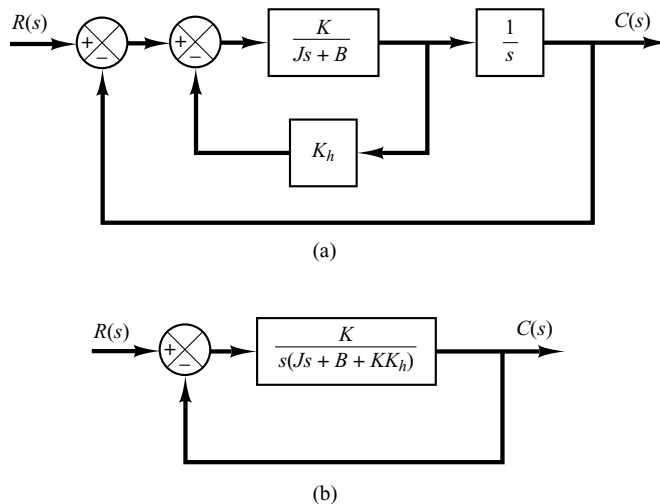 R(s)
+
−
+
−
K
Js + B
1
s
C(s)
K_h
(a)
R(s)
+
−
K
s(Js + B + KK_h)
C(s)
(b)